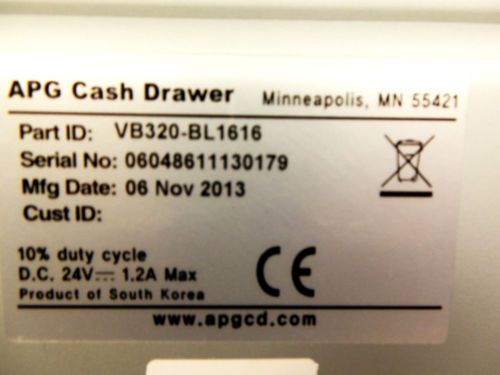 APG Cash Drawer Minneapolis, MN 55421
Part ID: VB320-BL1616
Serial No: 06048611130179
Mfg Date: 06 Nov 2013
Cust ID:
10% duty cycle
D.C. 24V⎓ 1.2A Max
Product of South Korea
CE
www.apgcd.com